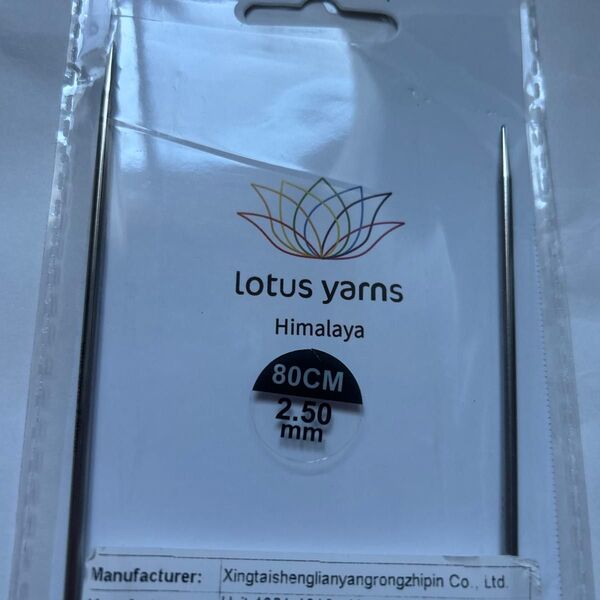 lotus yarns
Himalaya
80CM
2.50
mm
Manufacturer: Xingtaishenglianyangrongzhipin Co., Ltd.